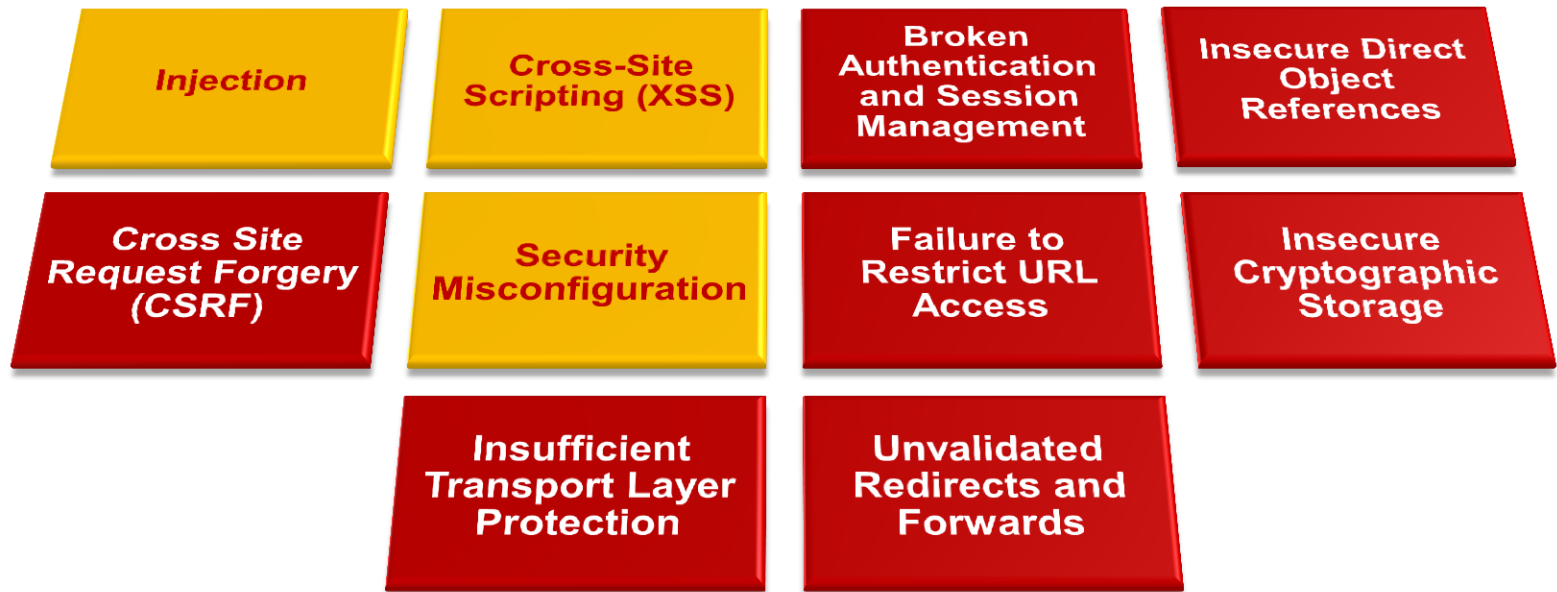 Injection
Cross-Site
Scripting (XSS)
Broken
Authentication
and Session
Management
Insecure Direct
Object
References
Cross Site
Request Forgery
(CSRF)
Security
Misconfiguration
Failure to
Restrict URL
Access
Insecure
Cryptographic
Storage
Insufficient
Transport Layer
Protection
Unvalidated
Redirects and
Forwards